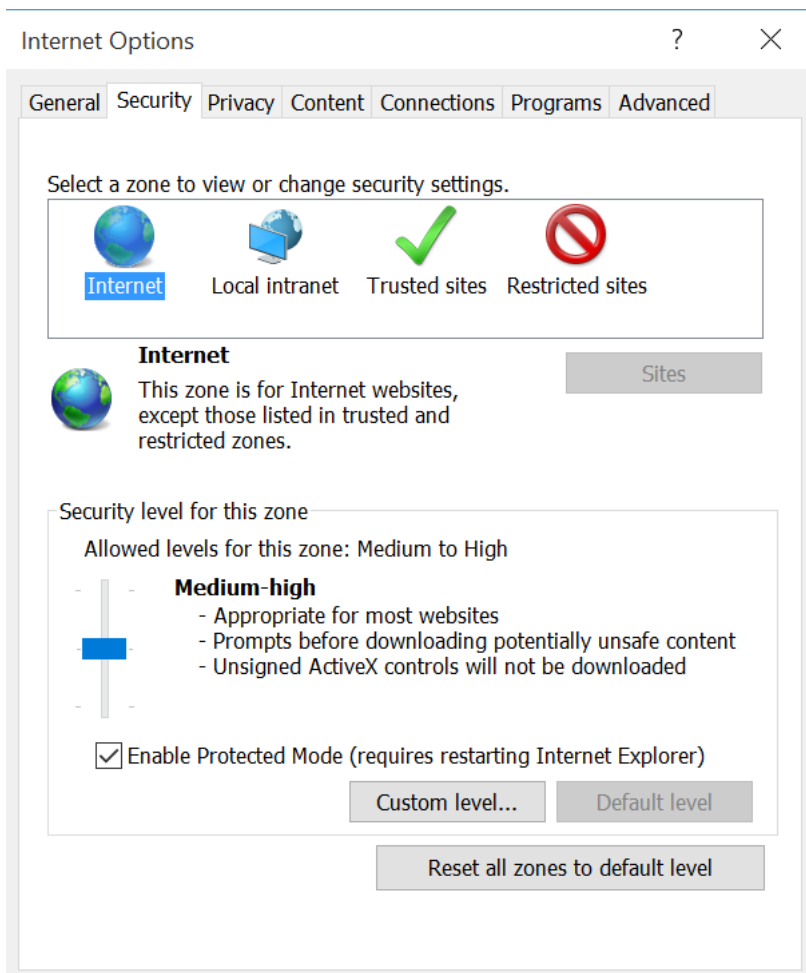 Internet Options ?
General Security Privacy Content Connections Programs Advanced
Select a zone to view or change security settings.
Internet Local intranet Trusted sites Restricted sites
Internet
Sites
This zone is for Internet websites,
except those listed in trusted and
restricted zones.
Security level for this zone
Allowed levels for this zone: Medium to High
Medium-high
- Appropriate for most websites
- Prompts before downloading potentially unsafe content
- Unsigned ActiveX controls will not be downloaded
Enable Protected Mode (requires restarting Internet Explorer)
Custom level... Default level
Reset all zones to default level